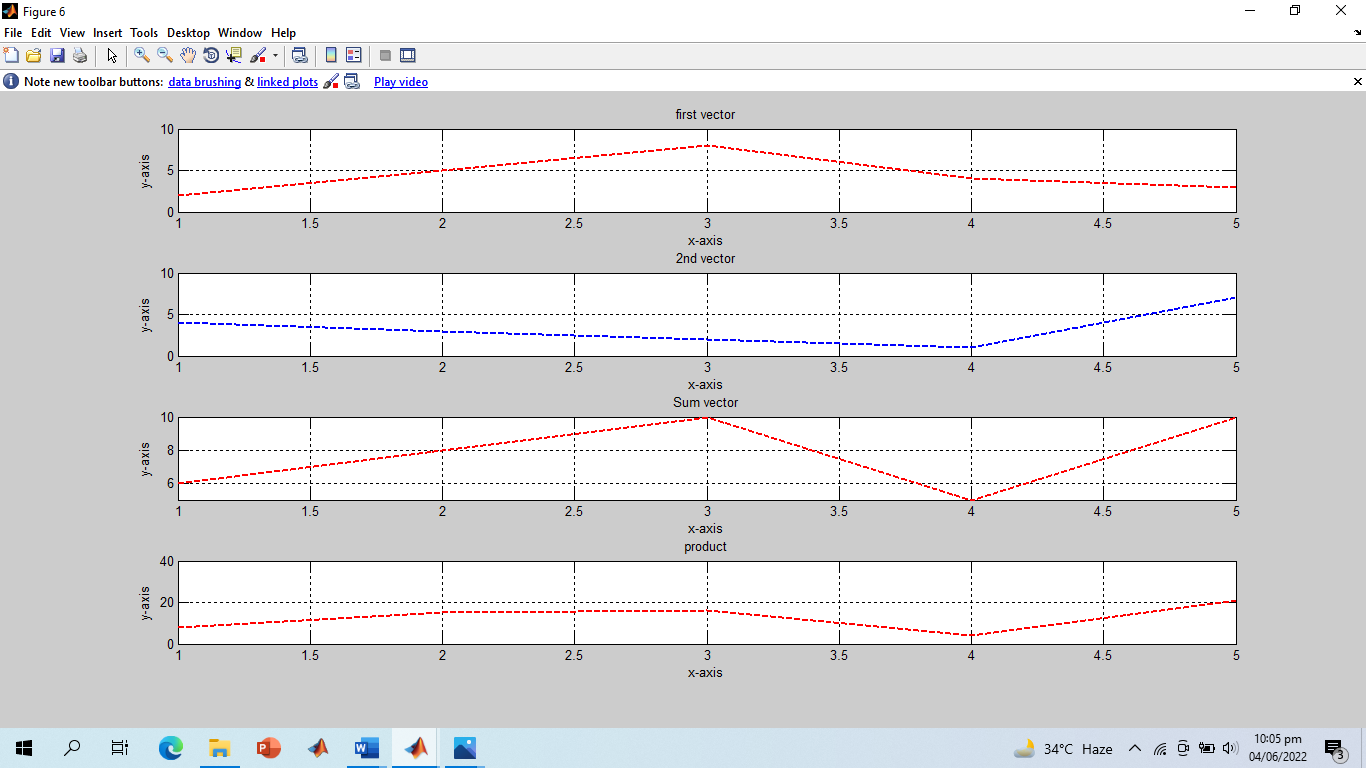 Figure 6
File Edit View Insert Tools Desktop Window Help
Note new toolbar buttons: data brushing & linked plots Play video
first vector
10
5
0
y-axis
1 1.5 2 2.5 3 3.5 4 4.5 5
x-axis
2nd vector
10
5
0
y-axis
1 1.5 2 2.5 3 3.5 4 4.5 5
x-axis
Sum vector
10
8
6
y-axis
1 1.5 2 2.5 3 3.5 4 4.5 5
x-axis
product
40
20
0
y-axis
1 1.5 2 2.5 3 3.5 4 4.5 5
x-axis
34°C Haze
10:05 pm
04/06/2022
3